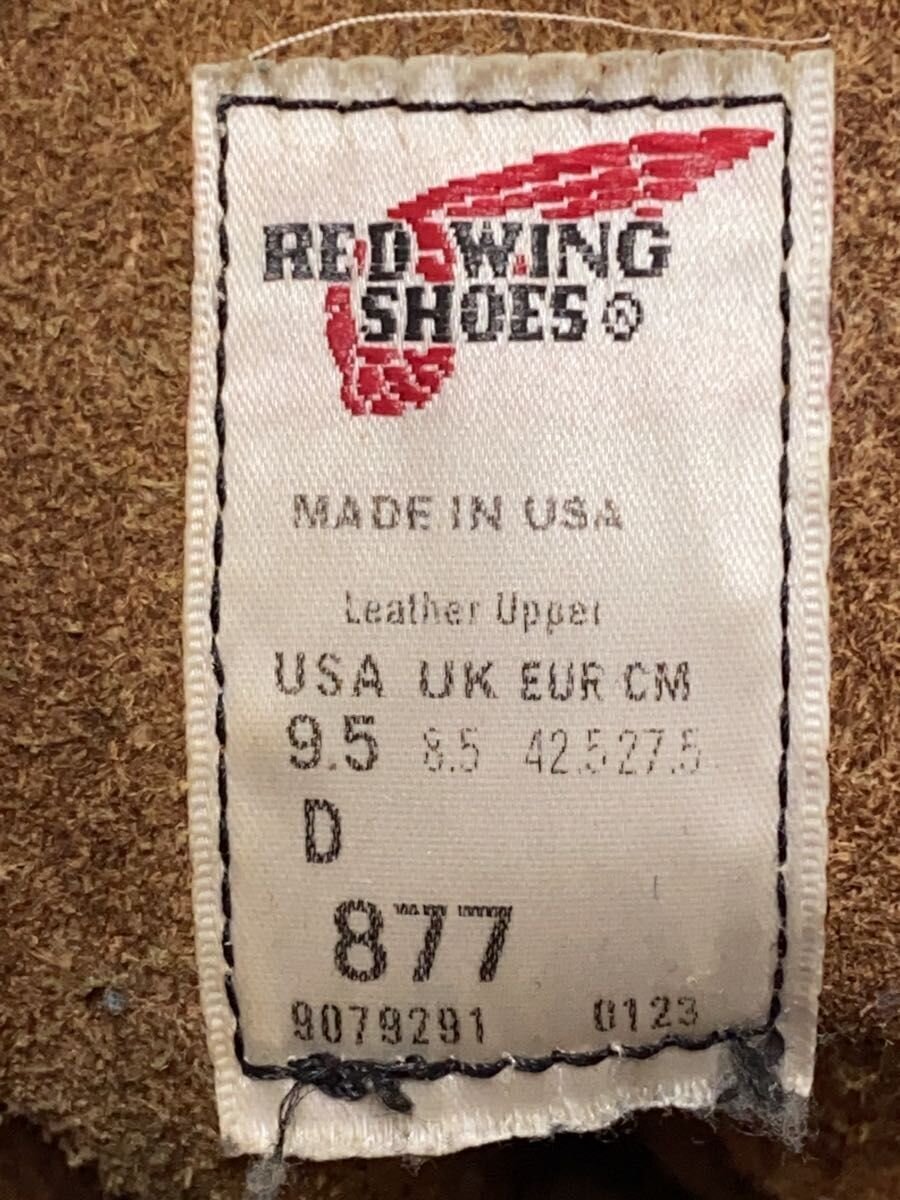 RED WING
SHOES®
MADE IN USA
Leather Upper
USA UK EUR CM
9.5 8.5 42.5 27.5
D
877
9079291 0123